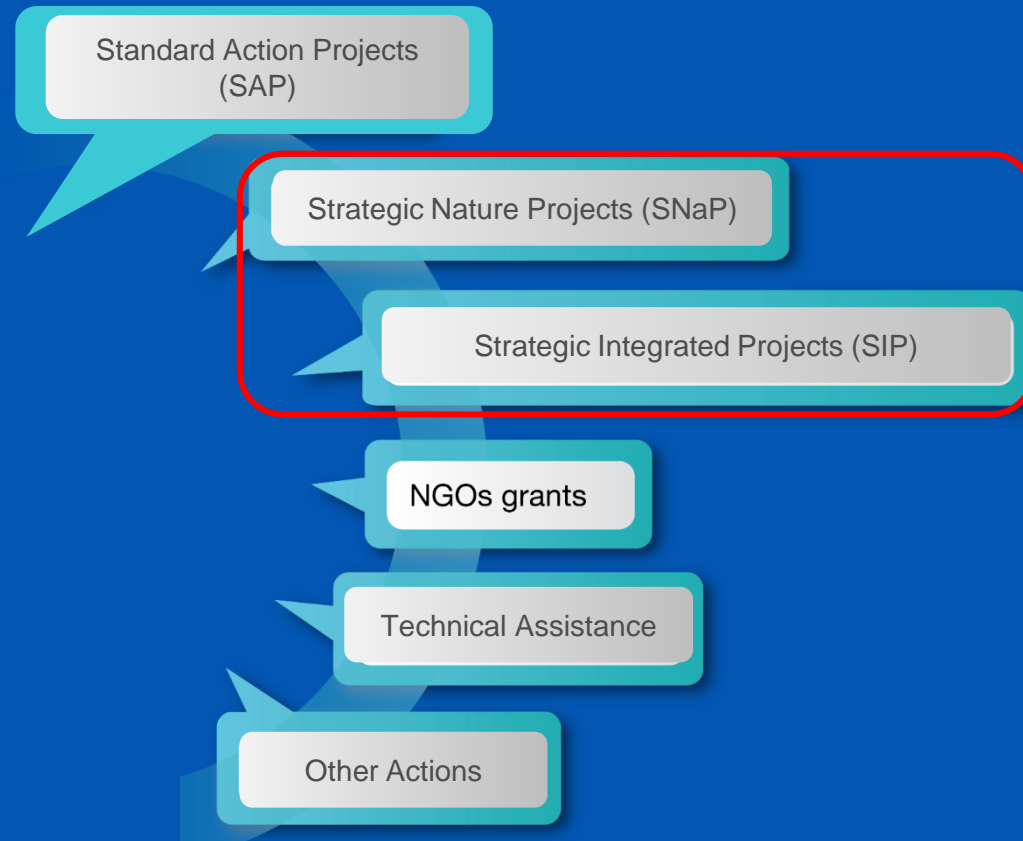 Standard Action Projects
(SAP)
Strategic Nature Projects (SNaP)
Strategic Integrated Projects (SIP)
NGOs grants
Technical Assistance
Other Actions